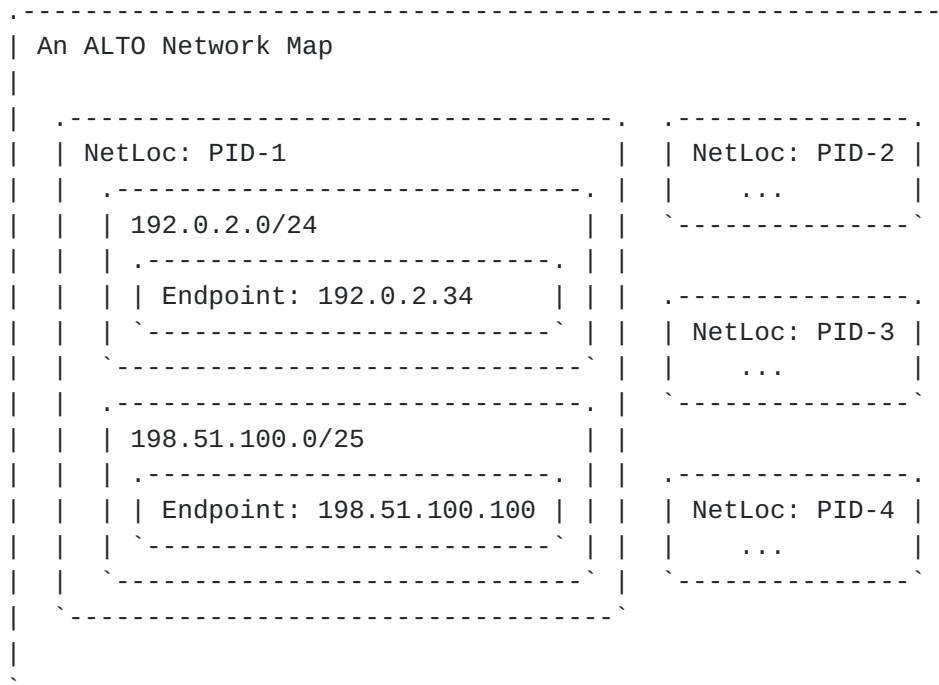 .-----------------------------------------------------------
| An ALTO Network Map
|
|  .-----------------------------------.  .---------------.
|  | NetLoc: PID-1                     |  | NetLoc: PID-2 |
|  |  .------------------------------. |  |    ...        |
|  |  | 192.0.2.0/24                 | |  `---------------`
|  |  | .--------------------------. | |
|  |  | | Endpoint: 192.0.2.34     | | |  .---------------.
|  |  | `--------------------------` | |  | NetLoc: PID-3 |
|  |  `------------------------------` |  |    ...        |
|  |  .------------------------------. |  `---------------`
|  |  | 198.51.100.0/25              | |
|  |  | .--------------------------. | |  .---------------.
|  |  | | Endpoint: 198.51.100.100 | | |  | NetLoc: PID-4 |
|  |  | `--------------------------` | |  |    ...        |
|  |  `------------------------------` |  `---------------`
|  `-----------------------------------`
|
`